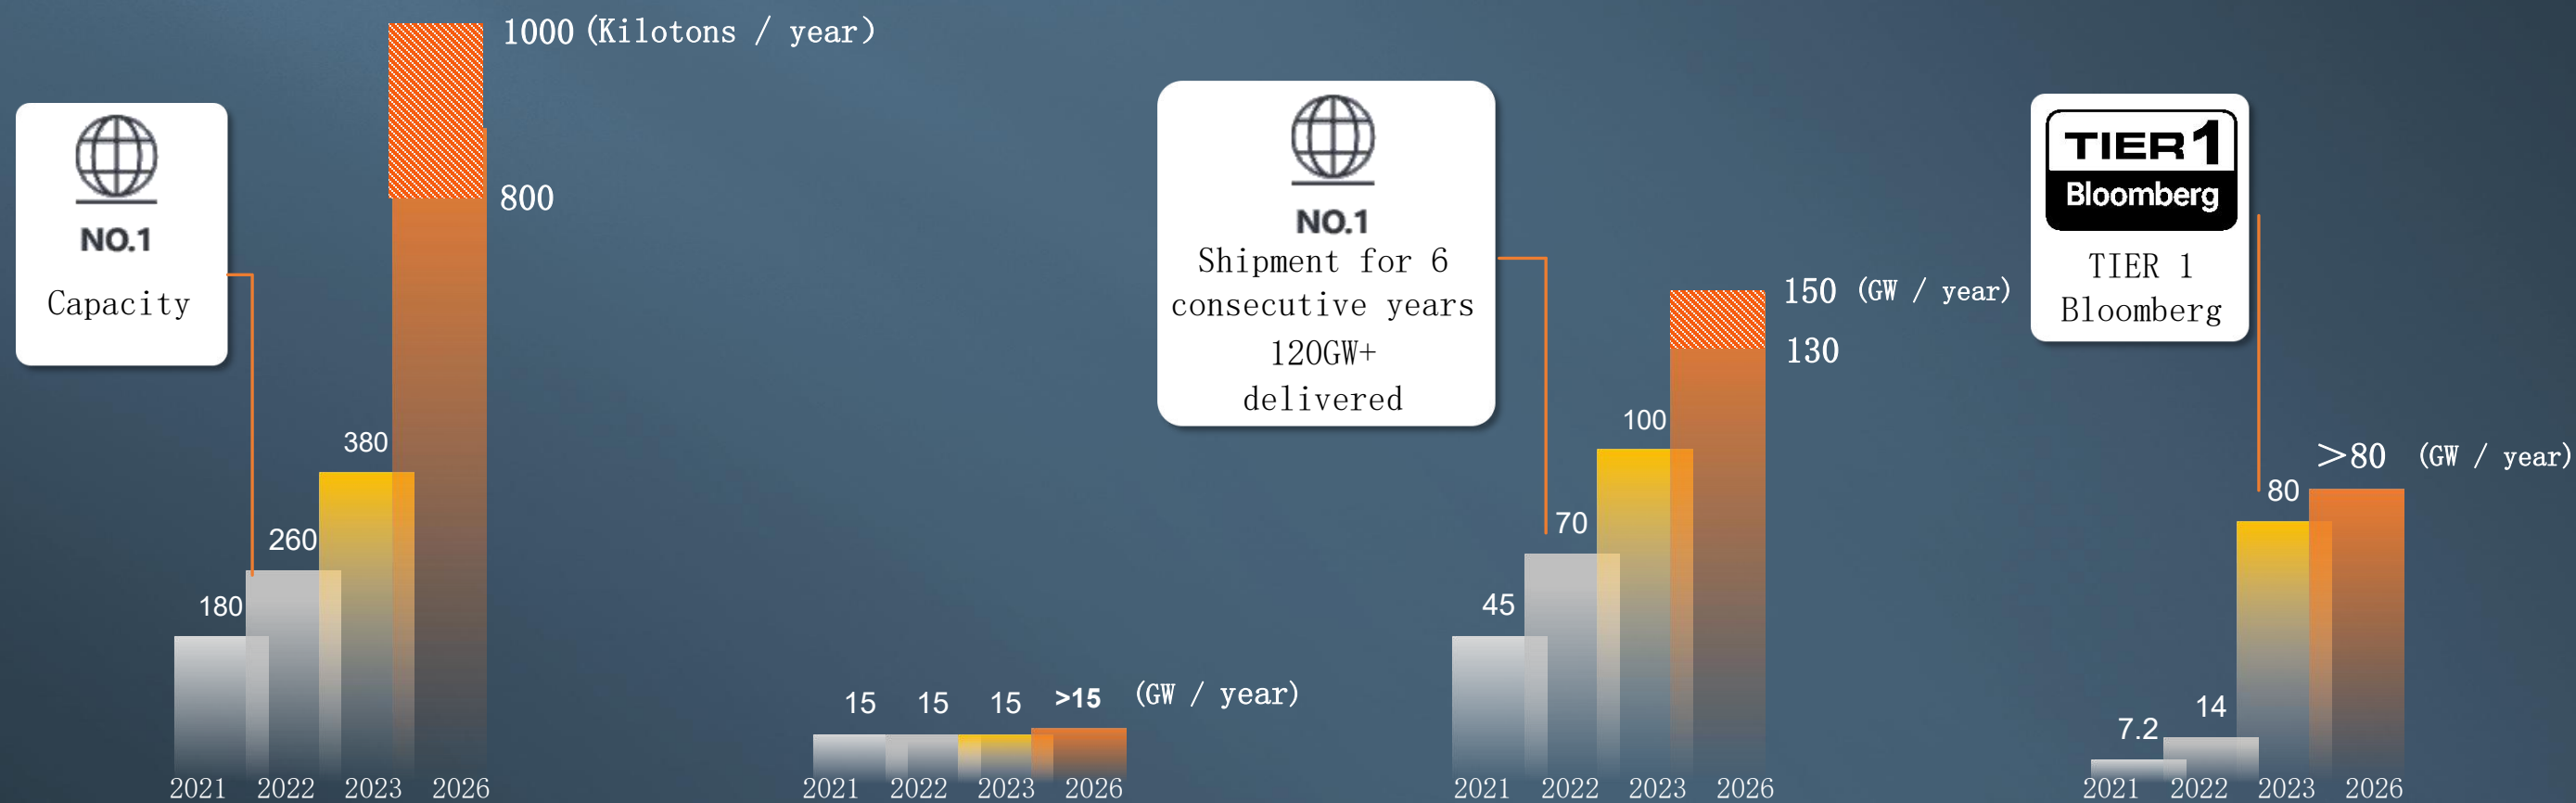 1000 (Kilotons / year)
NO.1
Capacity
800
380
260
180
2021 2022 2023 2026
15 15 15 >15 (GW / year)
2021 2022 2023 2026
NO.1
Shipment for 6
consecutive years
120GW+
delivered
150 (GW / year)
130
100
70
45
2021 2022 2023 2026
TIER 1
Bloomberg
TIER 1
Bloomberg
>80 (GW / year)
80
14
7.2
2021 2022 2023 2026